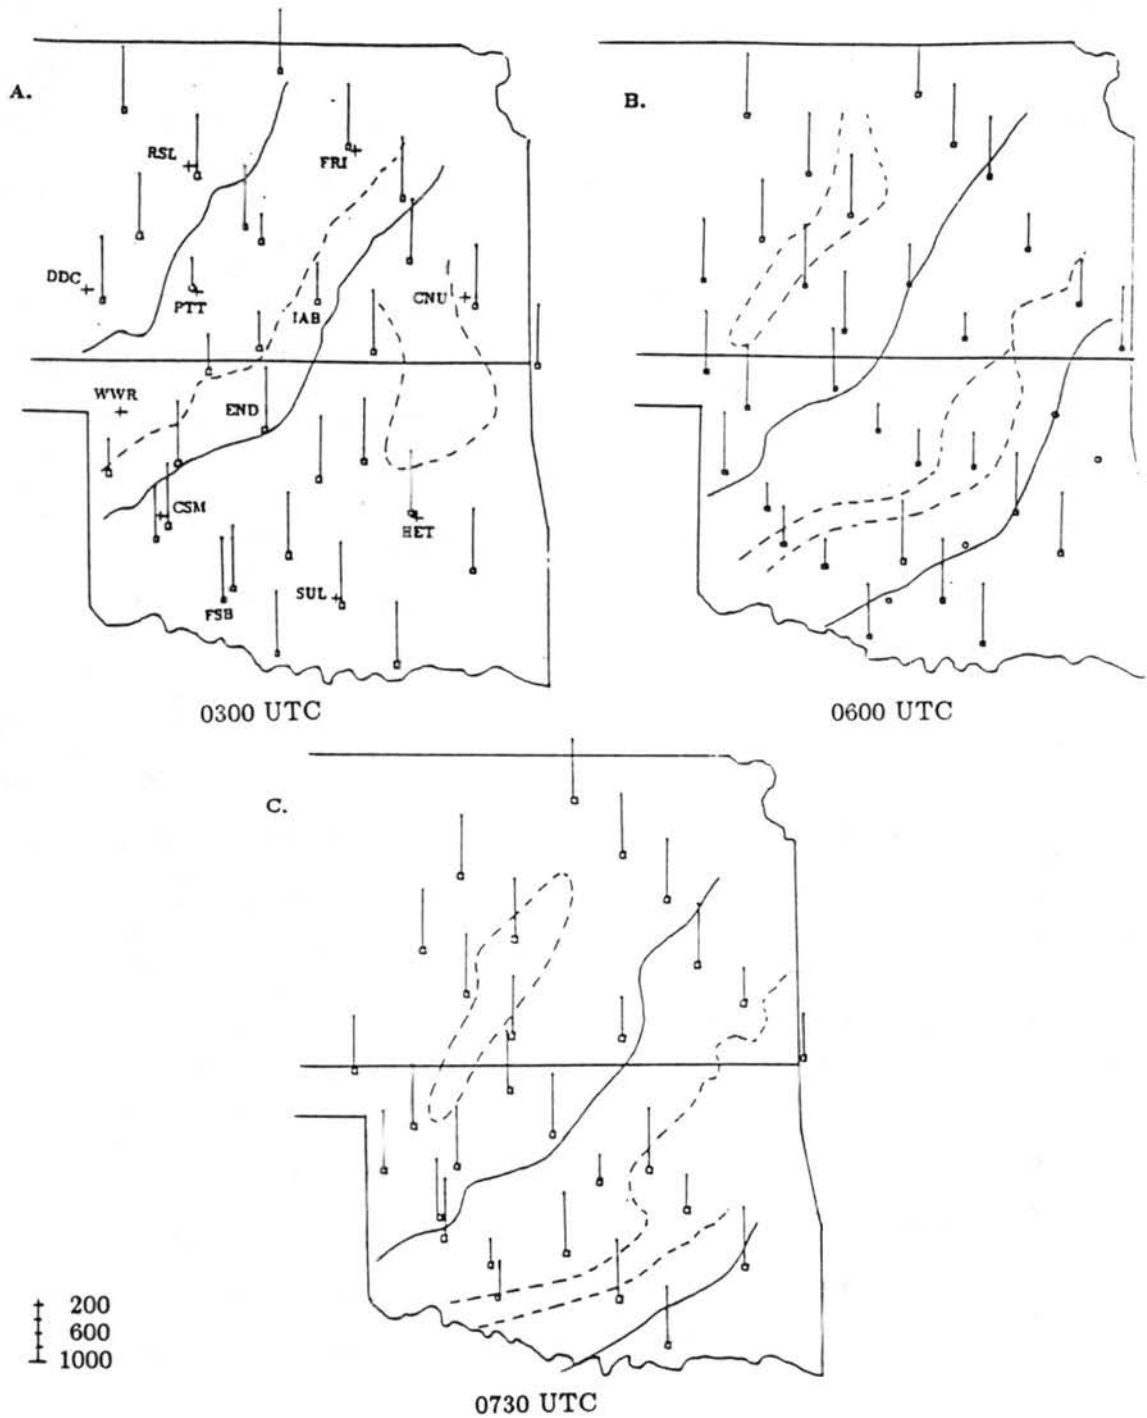 A.
RSL
FRI
DDC
PTT
IAB
CNU
WWR
END
CSM
HET
FSB
SUL
0300 UTC
B.
0600 UTC
C.
200
600
1000
0730 UTC